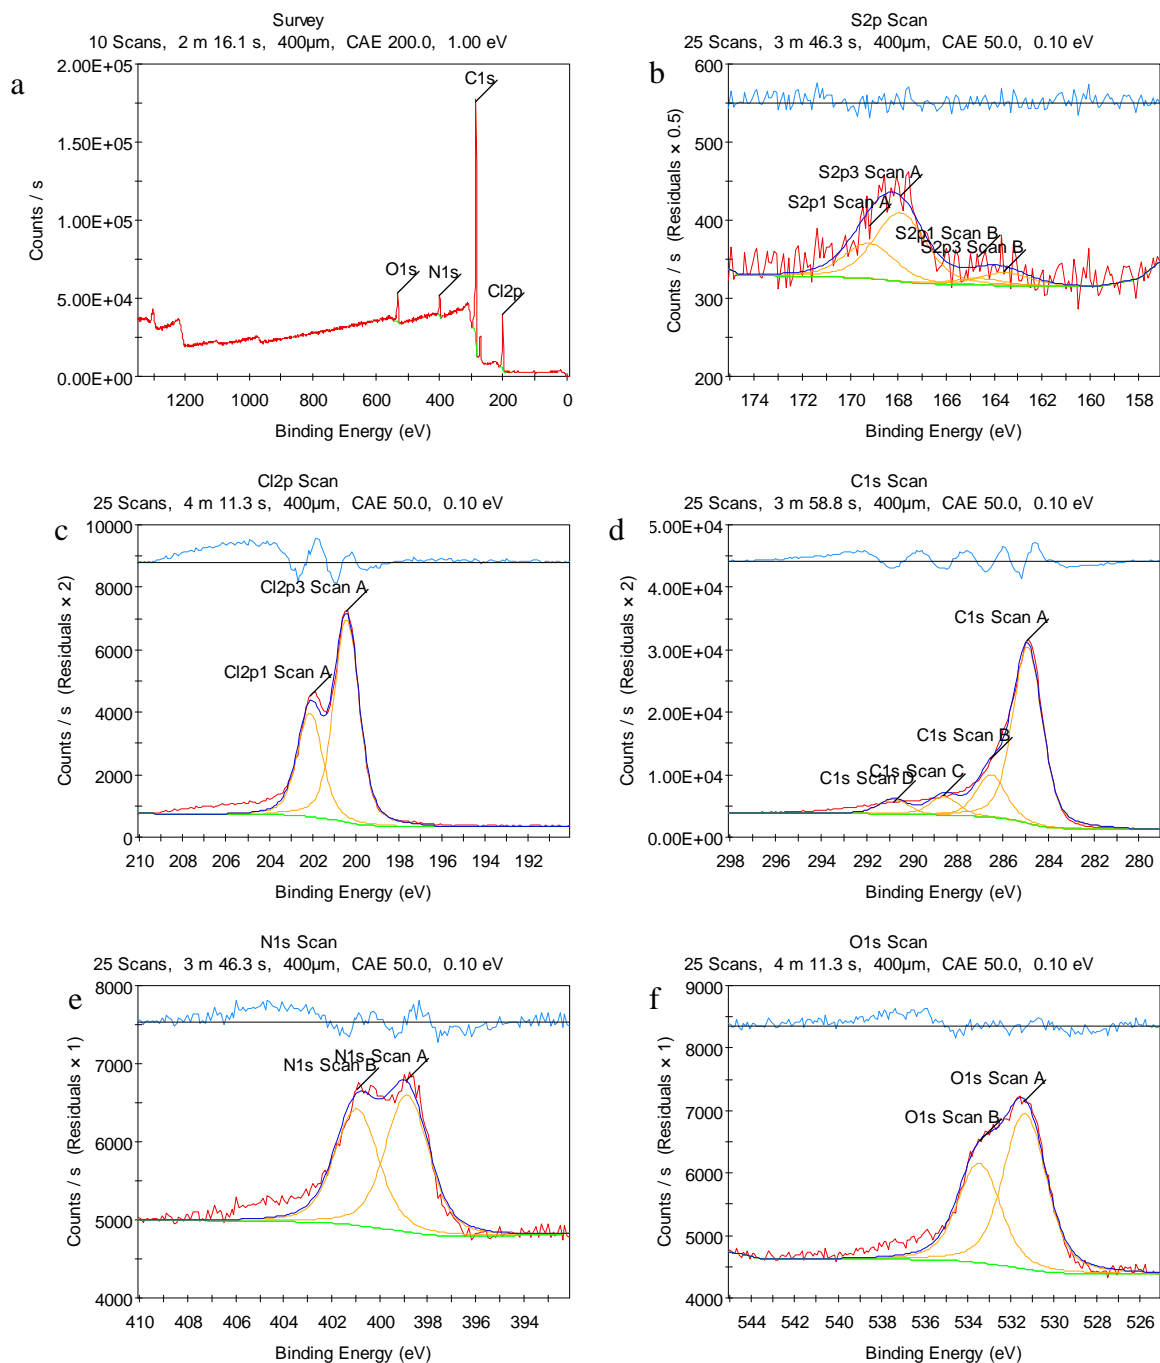 a
Survey
10 Scans, 2 m 16.1 s, 400µm, CAE 200.0, 1.00 eV
2.00E+05
1.50E+05
1.00E+05
5.00E+04
0.00E+00
Counts / s
C1s
O1s
N1s
Cl2p
1200 1000 800 600 400 200 0
Binding Energy (eV)
b
S2p Scan
25 Scans, 3 m 46.3 s, 400µm, CAE 50.0, 0.10 eV
600
500
400
300
200
Counts / s (Residuals × 0.5)
S2p3 Scan A
S2p1 Scan A
S2p1 Scan B
S2p3 Scan B
174 172 170 168 166 164 162 160 158
Binding Energy (eV)
c
Cl2p Scan
25 Scans, 4 m 11.3 s, 400µm, CAE 50.0, 0.10 eV
10000
8000
6000
4000
2000
0
Counts / s (Residuals × 2)
Cl2p3 Scan A
Cl2p1 Scan A
210 208 206 204 202 200 198 196 194 192
Binding Energy (eV)
d
C1s Scan
25 Scans, 3 m 58.8 s, 400µm, CAE 50.0, 0.10 eV
5.00E+04
4.00E+04
3.00E+04
2.00E+04
1.00E+04
0.00E+00
Counts / s (Residuals × 2)
C1s Scan A
C1s Scan B
C1s Scan C
C1s Scan D
298 296 294 292 290 288 286 284 282 280
Binding Energy (eV)
e
N1s Scan
25 Scans, 3 m 46.3 s, 400µm, CAE 50.0, 0.10 eV
8000
7000
6000
5000
4000
Counts / s (Residuals × 1)
N1s Scan A
N1s Scan B
410 408 406 404 402 400 398 396 394
Binding Energy (eV)
f
O1s Scan
25 Scans, 4 m 11.3 s, 400µm, CAE 50.0, 0.10 eV
9000
8000
7000
6000
5000
4000
Counts / s (Residuals × 1)
O1s Scan A
O1s Scan B
544 542 540 538 536 534 532 530 528 526
Binding Energy (eV)